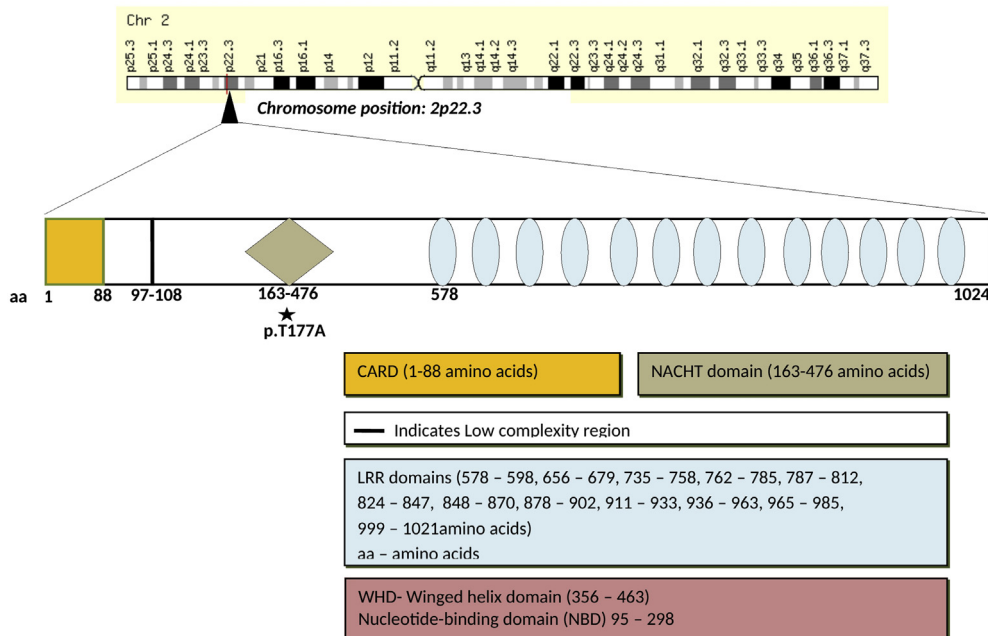 Chr 2
p25.3 p25.1 p24.3 p24.1 p23.3 p22.3 p21 p16.3 p16.1 p14 p12 p11.2 q11.2 q13 q14.1 q14.2 q14.3 q22.1 q22.3 q23.3 q24.1 q24.2 q24.3 q31.1 q32.1 q32.3 q33.1 q33.3 q34 q35 q36.1 q36.3 q37.1 q37.3
Chromosome position: 2p22.3
aa 1 88 97-108 163-476 578 1024
p.T177A
CARD (1-88 amino acids) NACHT domain (163-476 amino acids)
Indicates Low complexity region
LRR domains (578 – 598, 656 – 679, 735 – 758, 762 – 785, 787 – 812,
824 – 847, 848 – 870, 878 – 902, 911 – 933, 936 – 963, 965 – 985,
999 – 1021amino acids)
aa – amino acids
WHD- Winged helix domain (356 – 463)
Nucleotide-binding domain (NBD) 95 – 298